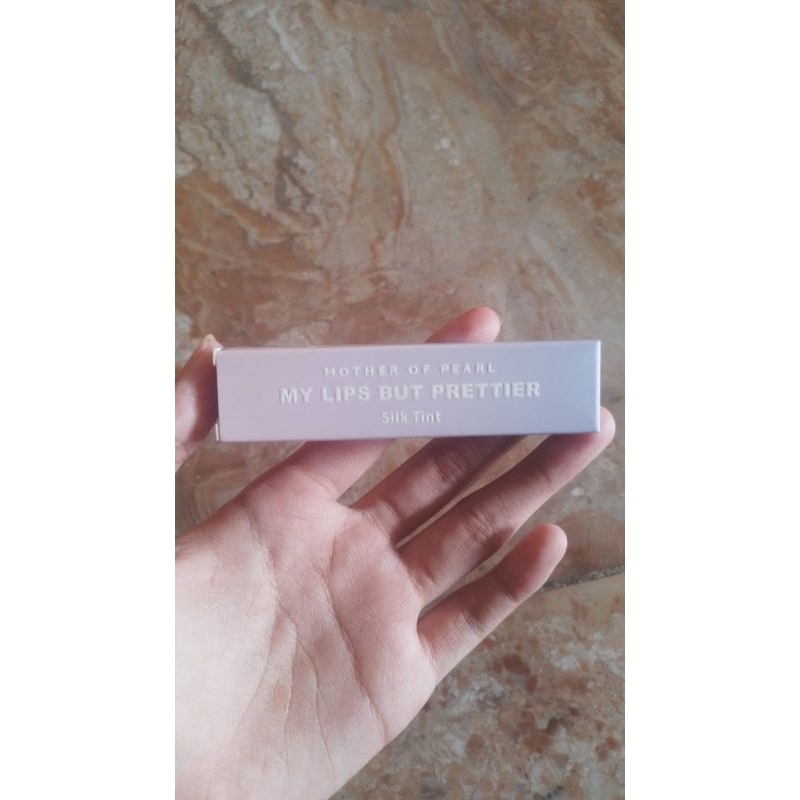 MOTHER OF PEARL
MY LIPS BUT PRETTIER
Silk Tint